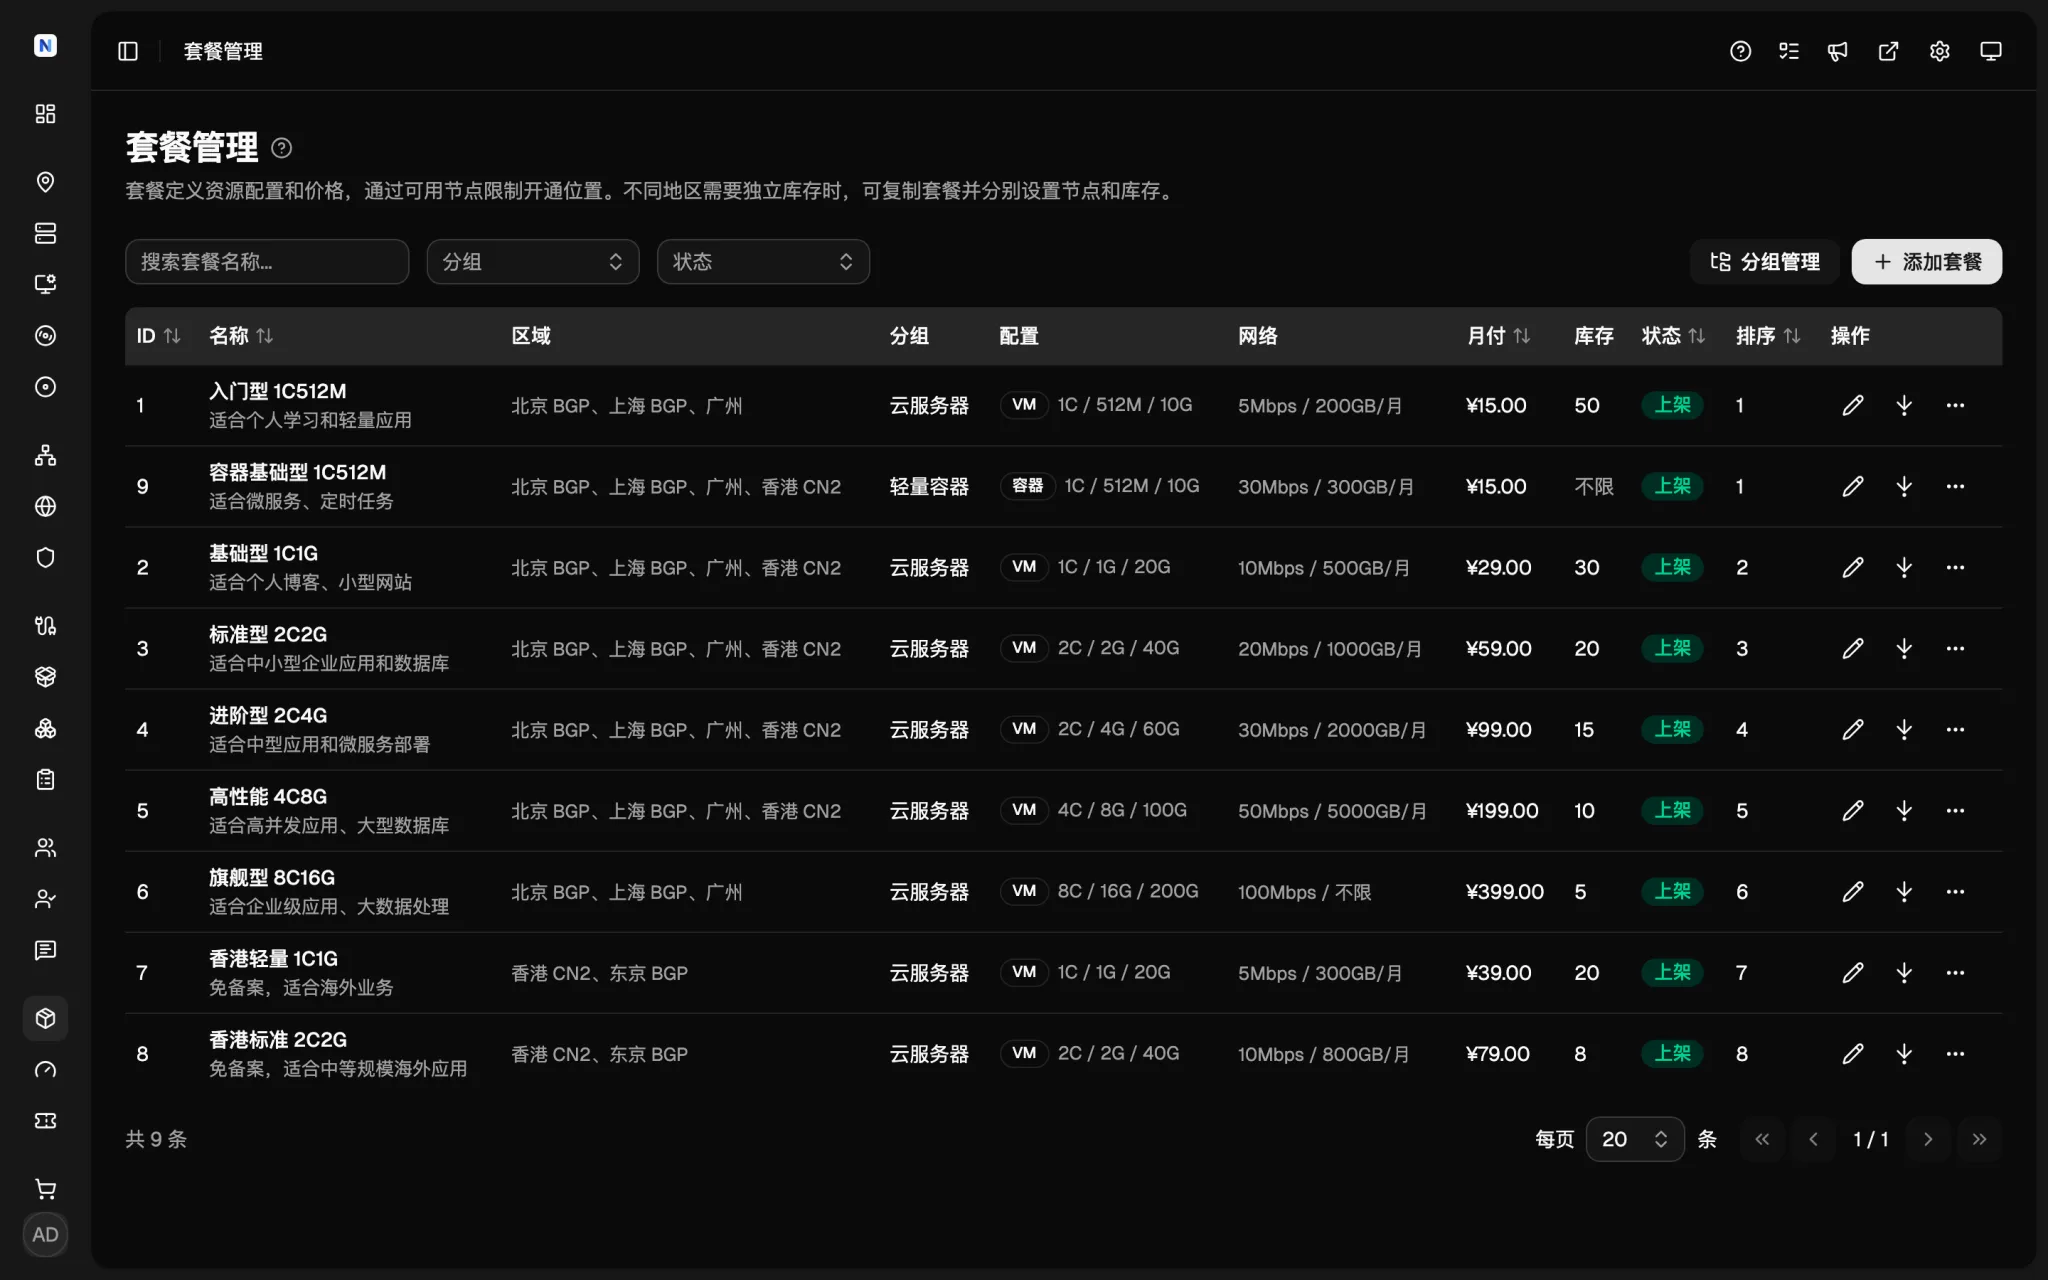 N
套餐管理
套餐管理
套餐定义资源配置和价格，通过可用节点限制开通位置。不同地区需要独立库存时，可复制套餐并分别设置节点和库存。
搜索套餐名称... 分组 状态 分组管理 添加套餐
ID 名称 区域 分组 配置 网络 月付 库存 状态 排序 操作
1 入门型 1C512M 北京 BGP、上海 BGP、广州 云服务器 VM 1C / 512M / 10G 5Mbps / 200GB/月 ¥15.00 50 上架 1
适合个人学习和轻量应用
9 容器基础型 1C512M 北京 BGP、上海 BGP、广州、香港 CN2 轻量容器 容器 1C / 512M / 10G 30Mbps / 300GB/月 ¥15.00 不限 上架 1
适合微服务、定时任务
2 基础型 1C1G 北京 BGP、上海 BGP、广州、香港 CN2 云服务器 VM 1C / 1G / 20G 10Mbps / 500GB/月 ¥29.00 30 上架 2
适合个人博客、小型网站
3 标准型 2C2G 北京 BGP、上海 BGP、广州、香港 CN2 云服务器 VM 2C / 2G / 40G 20Mbps / 1000GB/月 ¥59.00 20 上架 3
适合中小型企业应用和数据库
4 进阶型 2C4G 北京 BGP、上海 BGP、广州、香港 CN2 云服务器 VM 2C / 4G / 60G 30Mbps / 2000GB/月 ¥99.00 15 上架 4
适合中型应用和微服务部署
5 高性能 4C8G 北京 BGP、上海 BGP、广州、香港 CN2 云服务器 VM 4C / 8G / 100G 50Mbps / 5000GB/月 ¥199.00 10 上架 5
适合高并发应用、大型数据库
6 旗舰型 8C16G 北京 BGP、上海 BGP、广州 云服务器 VM 8C / 16G / 200G 100Mbps / 不限 ¥399.00 5 上架 6
适合企业级应用、大数据处理
7 香港轻量 1C1G 香港 CN2、东京 BGP 云服务器 VM 1C / 1G / 20G 5Mbps / 300GB/月 ¥39.00 20 上架 7
免备案，适合海外业务
8 香港标准 2C2G 香港 CN2、东京 BGP 云服务器 VM 2C / 2G / 40G 10Mbps / 800GB/月 ¥79.00 8 上架 8
免备案，适合中等规模海外应用
共 9 条 每页 20 条 1 / 1
AD